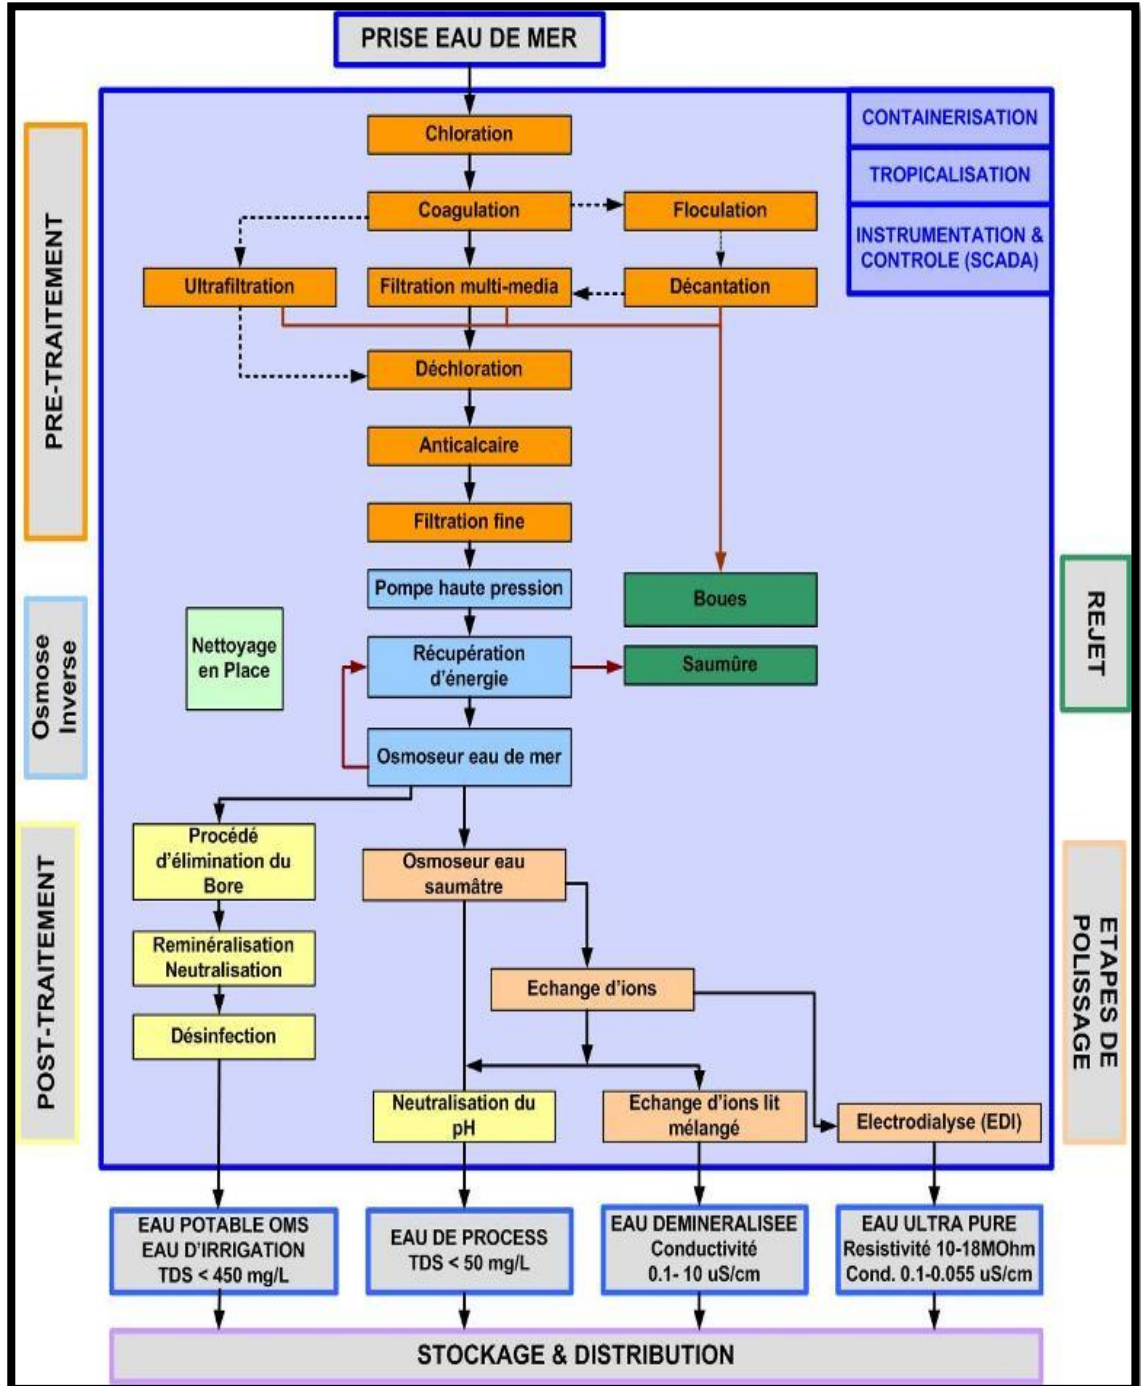 PRISE EAU DE MER
CONTAINERISATION
TROPICALISATION
INSTRUMENTATION &
CONTROLE (SCADA)
PRE-TRAITEMENT
Chloration
Coagulation
Floculation
Ultrafiltration
Filtration multi-media
Décantation
Déchloration
Anticalcaire
Filtration fine
Osmose
Inverse
Pompe haute pression
Boues
REJET
Nettoyage
en Place
Récupération
d'énergie
Saumûre
Osmoseur eau de mer
POST-TRAITEMENT
Procédé
d'élimination du
Bore
Osmoseur eau
saumâtre
ETAPES DE
POLISSAGE
Reminéralisation
Neutralisation
Echange d'ions
Désinfection
Neutralisation du
pH
Echange d'ions lit
mélangé
Electrodialyse (EDI)
EAU POTABLE OMS
EAU D'IRRIGATION
TDS < 450 mg/L
EAU DE PROCESS
TDS < 50 mg/L
EAU DEMINERALISEE
Conductivité
0.1- 10 uS/cm
EAU ULTRA PURE
Resistivité 10-18MOhm
Cond. 0.1-0.055 uS/cm
STOCKAGE & DISTRIBUTION